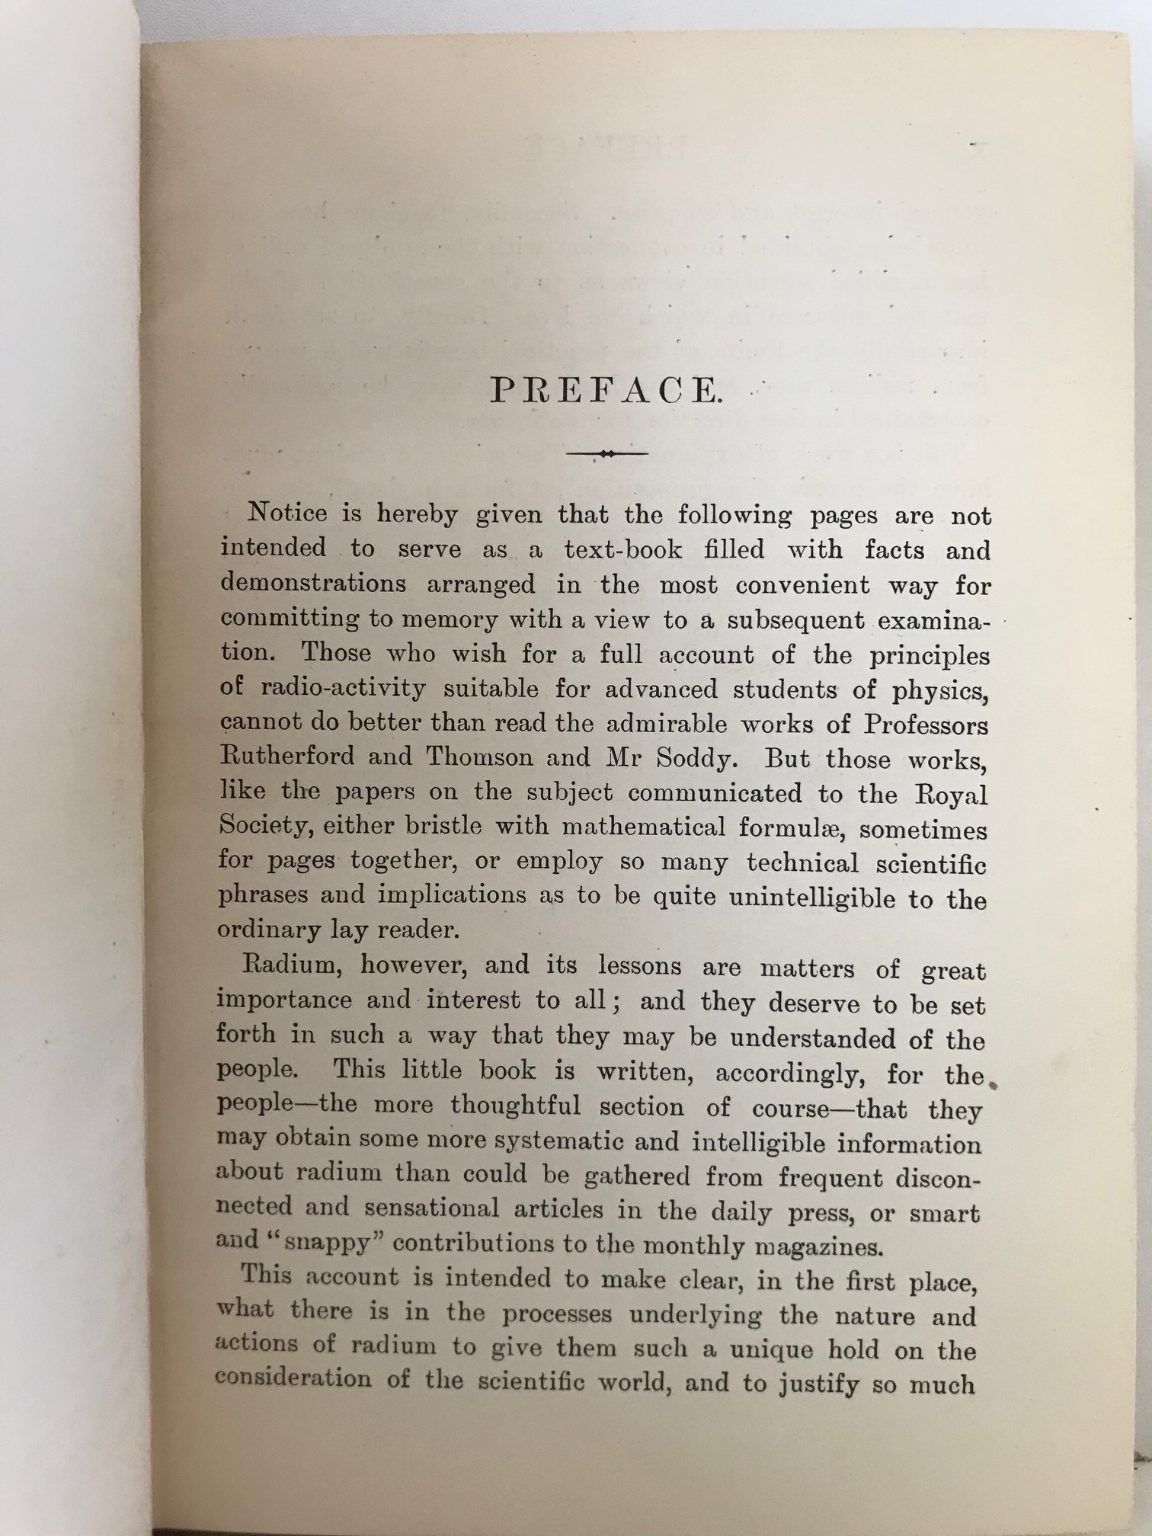 PREFACE.
Notice is hereby given that the following pages are not
intended to serve as a text-book filled with facts and
demonstrations arranged in the most convenient way for
committing to memory with a view to a subsequent examina-
tion. Those who wish for a full account of the principles
of radio-activity suitable for advanced students of physics,
cannot do better than read the admirable works of Professors
Rutherford and Thomson and Mr Soddy. But those works,
like the papers on the subject communicated to the Royal
Society, either bristle with mathematical formulæ, sometimes
for pages together, or employ so many technical scientific
phrases and implications as to be quite unintelligible to the
ordinary lay reader.
Radium, however, and its lessons are matters of great
importance and interest to all; and they deserve to be set
forth in such a way that they may be understanded of the
people. This little book is written, accordingly, for the
people—the more thoughtful section of course—that they
may obtain some more systematic and intelligible information
about radium than could be gathered from frequent discon-
nected and sensational articles in the daily press, or smart
and "snappy" contributions to the monthly magazines.
This account is intended to make clear, in the first place,
what there is in the processes underlying the nature and
actions of radium to give them such a unique hold on the
consideration of the scientific world, and to justify so much